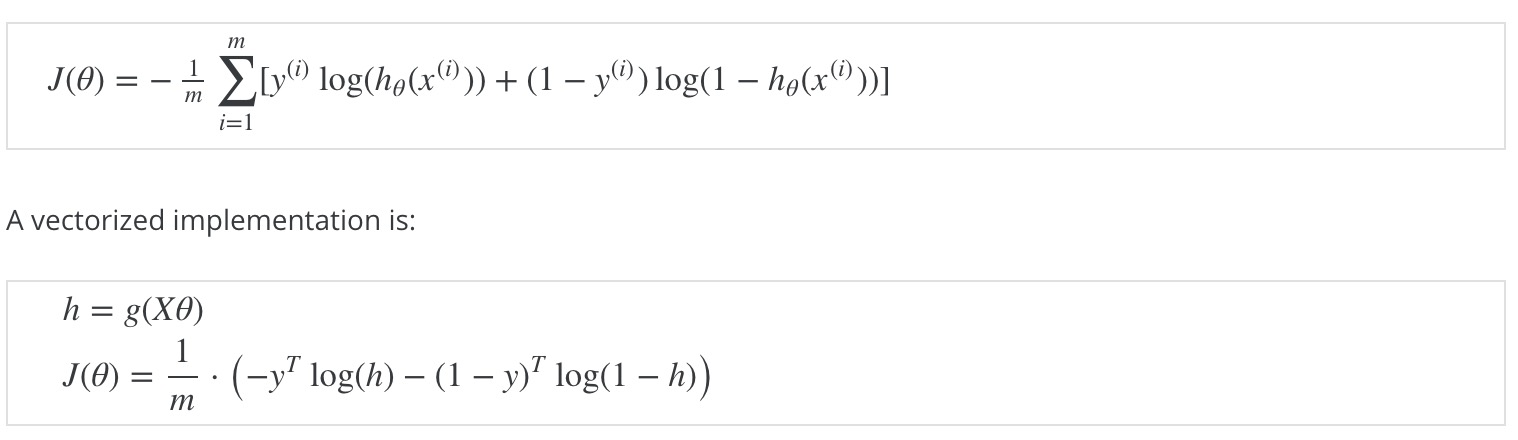 J(θ) = − 1/m ∑_{i=1}^{m} [y^{(i)} log(h_θ(x^{(i)})) + (1 − y^{(i)}) log(1 − h_θ(x^{(i)}))]
A vectorized implementation is:
h = g(Xθ)
J(θ) = 1/m · (−y^T log(h) − (1 − y)^T log(1 − h))